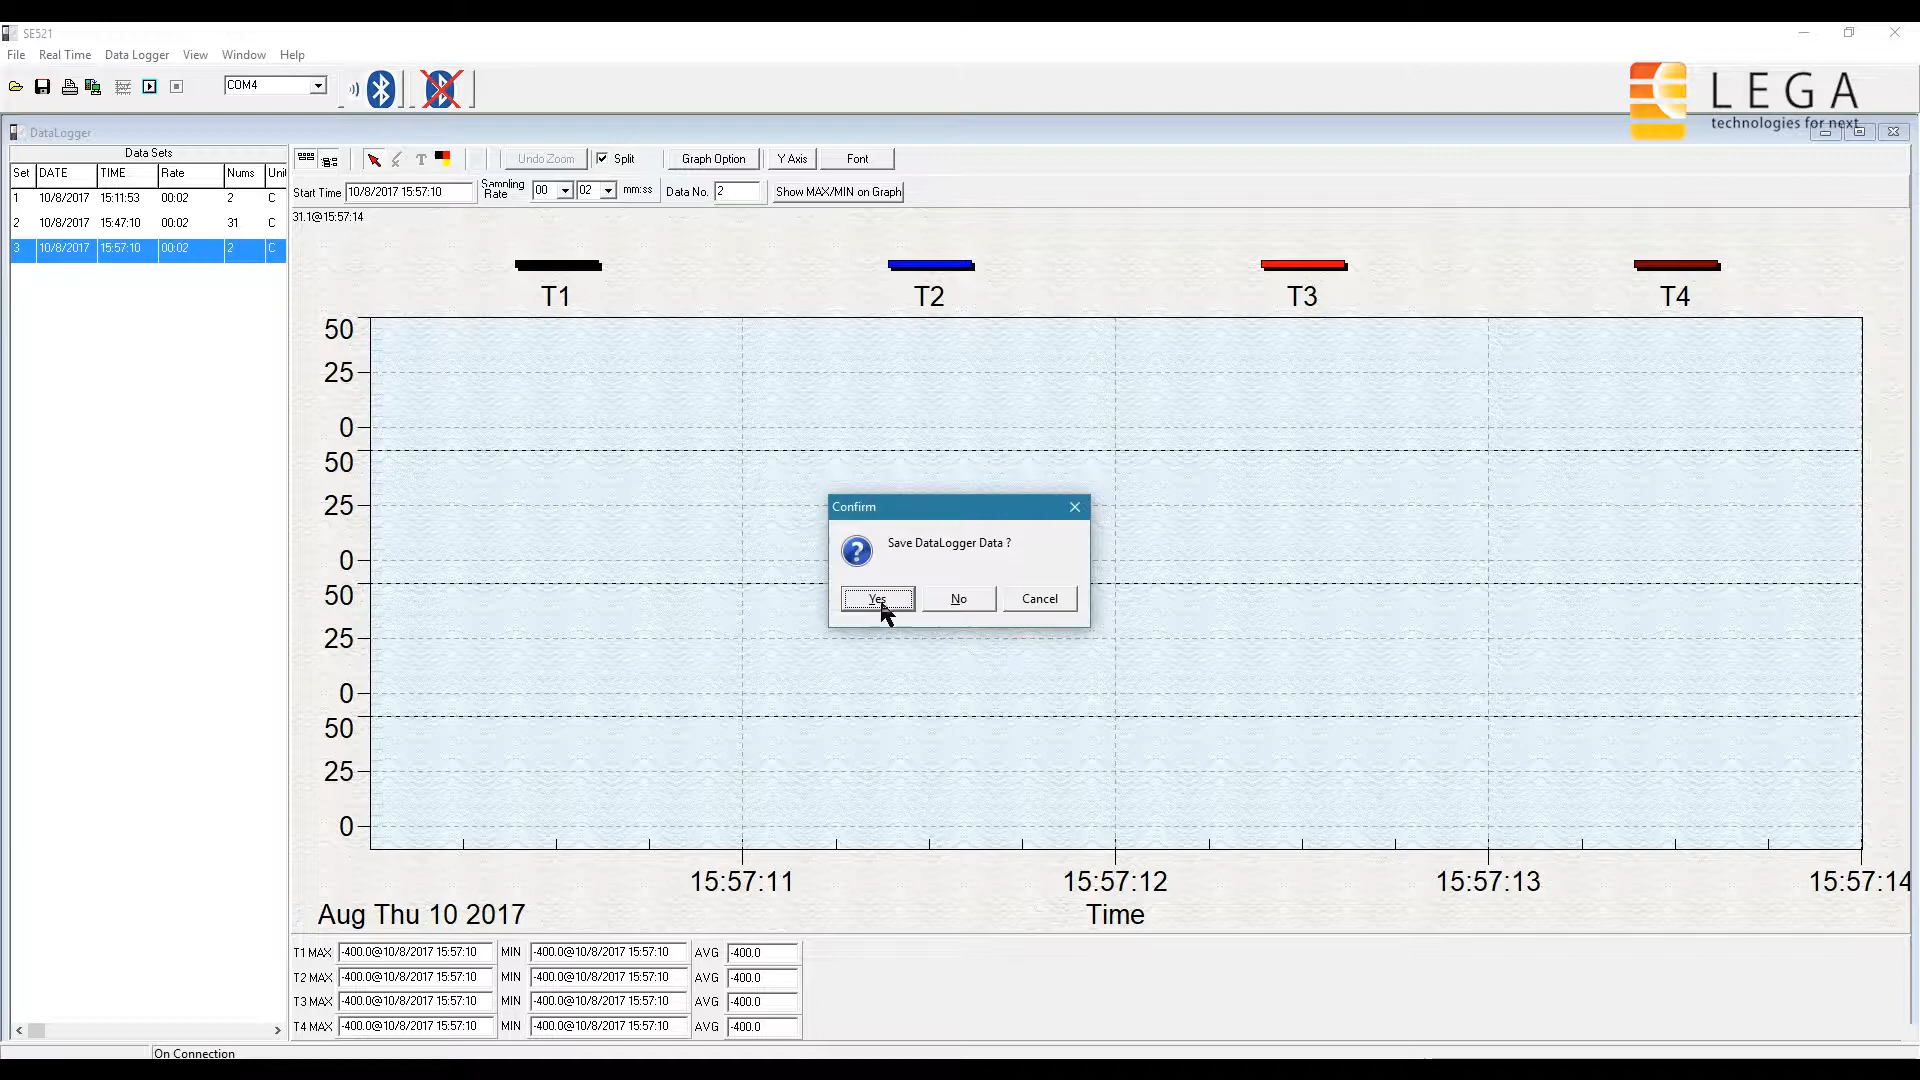 SE521
File Real Time Data Logger View Window Help
COM4
LEGA
technologies for next
DataLogger
Data Sets
Set DATE TIME Rate Nums Unit
1 10/8/2017 15:11:53 00:02 2 C
2 10/8/2017 15:47:10 00:02 31 C
3 10/8/2017 15:57:10 00:02 2 C
T Undo Zoom Split Graph Option Y Axis Font
Start Time 10/8/2017 15:57:10 Sampling Rate 00 02 mm:ss Data No. 2 Show MAX/MIN on Graph
31.1@15:57:14
T1 T2 T3 T4
50
25
0
50
25
0
50
25
0
50
25
0
Confirm
Save DataLogger Data ?
Yes No Cancel
15:57:11 15:57:12 15:57:13 15:57:14
Aug Thu 10 2017 Time
T1 MAX -400.0@10/8/2017 15:57:10 MIN -400.0@10/8/2017 15:57:10 AVG -400.0
T2 MAX -400.0@10/8/2017 15:57:10 MIN -400.0@10/8/2017 15:57:10 AVG -400.0
T3 MAX -400.0@10/8/2017 15:57:10 MIN -400.0@10/8/2017 15:57:10 AVG -400.0
T4 MAX -400.0@10/8/2017 15:57:10 MIN -400.0@10/8/2017 15:57:10 AVG -400.0
On Connection